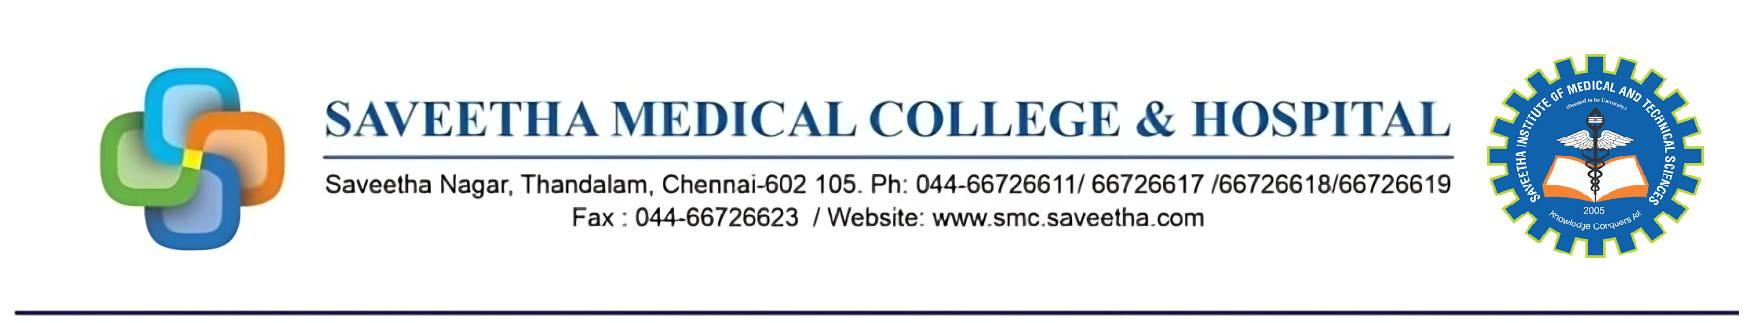 SAVEETHA MEDICAL COLLEGE & HOSPITAL
Saveetha Nagar, Thandalam, Chennai-602 105. Ph: 044-66726611/ 66726617 /66726618/66726619
Fax : 044-66726623 / Website: www.smc.saveetha.com
SAVEETHA INSTITUTE OF MEDICAL AND TECHNICAL SCIENCES
(Deemed to be University)
2005
Knowledge Conquers All